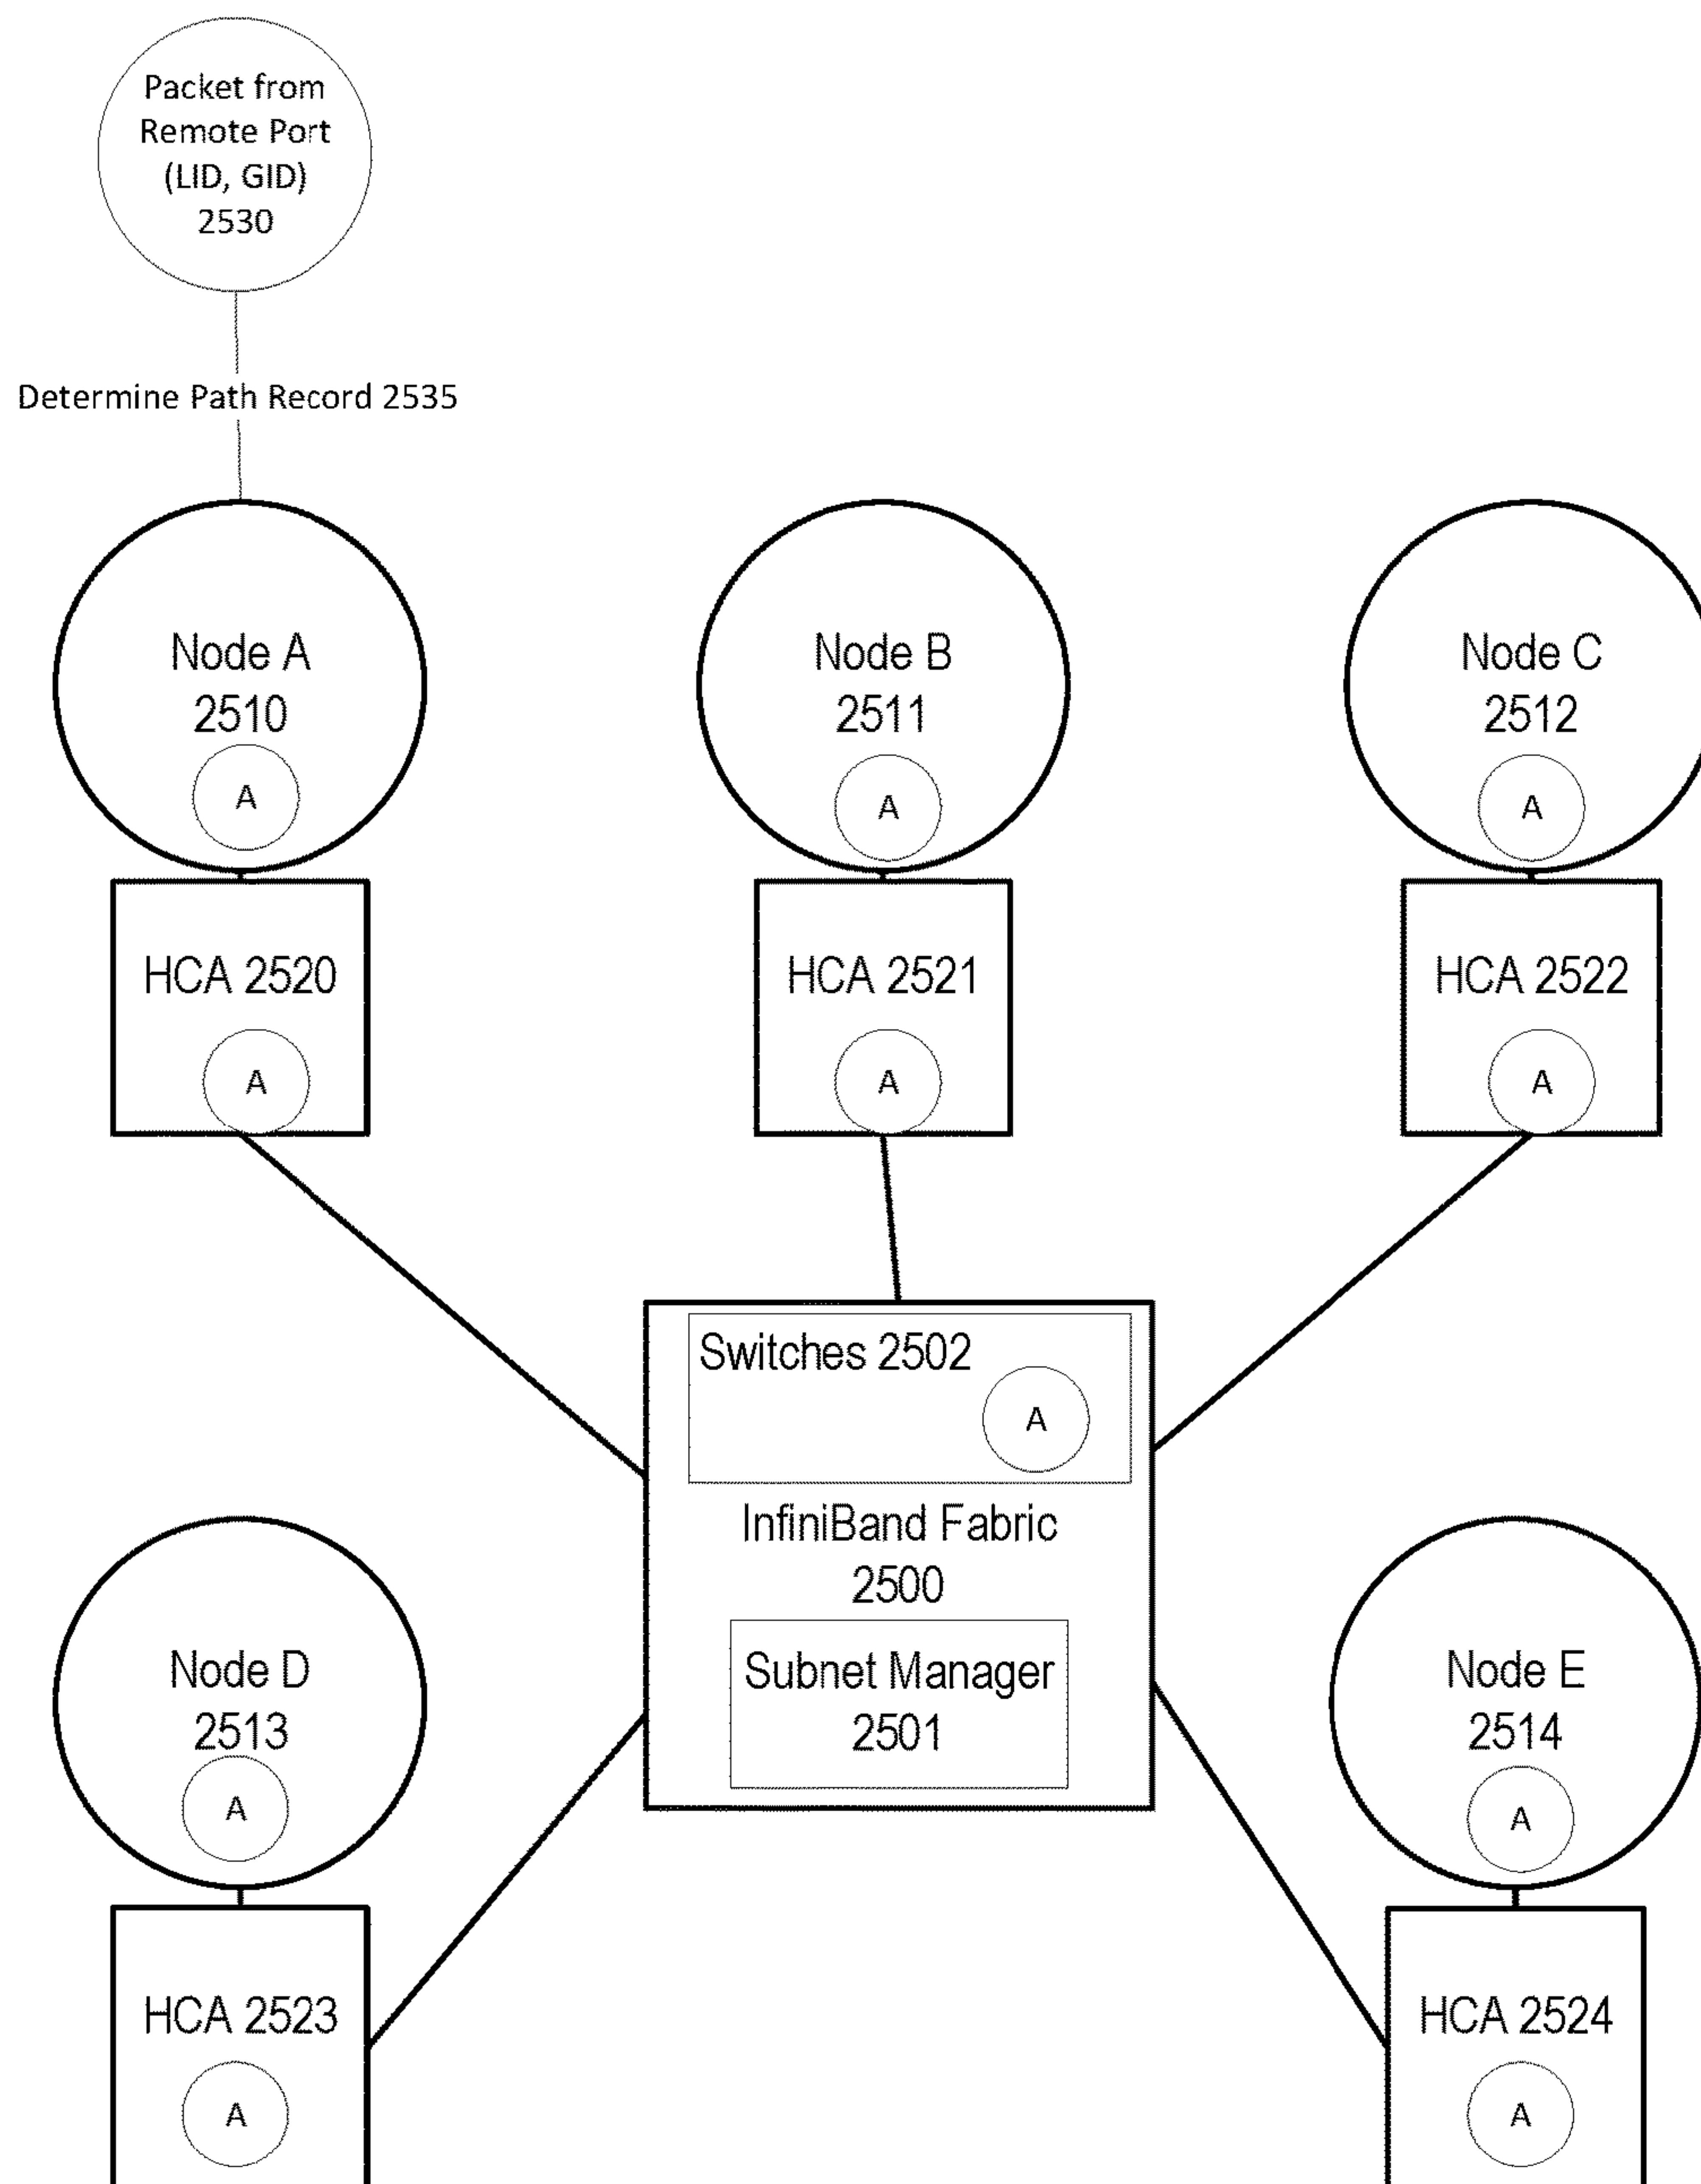 Packet from
Remote Port
(LID, GID)
2530
Determine Path Record 2535
Node A
2510
A
Node B
2511
A
Node C
2512
A
HCA 2520
A
HCA 2521
A
HCA 2522
A
Switches 2502
A
InfiniBand Fabric
2500
Subnet Manager
2501
Node D
2513
A
Node E
2514
A
HCA 2523
A
HCA 2524
A